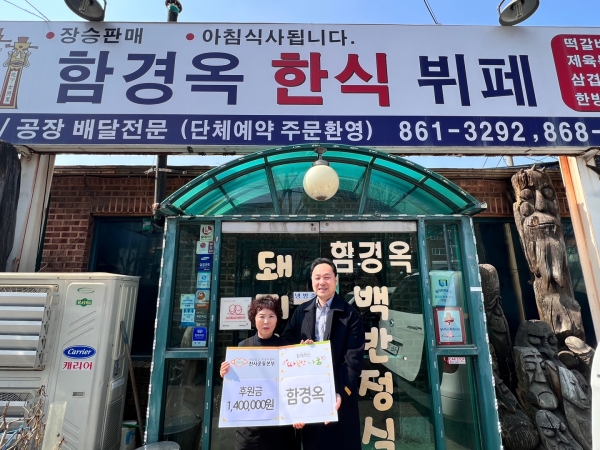 • 장승판매 • 아침식사됩니다.
함경옥 한식 뷔페
떡갈비
제육
삼겹
한방
/ 공장 배달전문 (단체예약 주문환영) 861-3292, 868-
함경옥
백반정식
돼
Carrier
캐리어
후원금
1,400,000원
함경옥